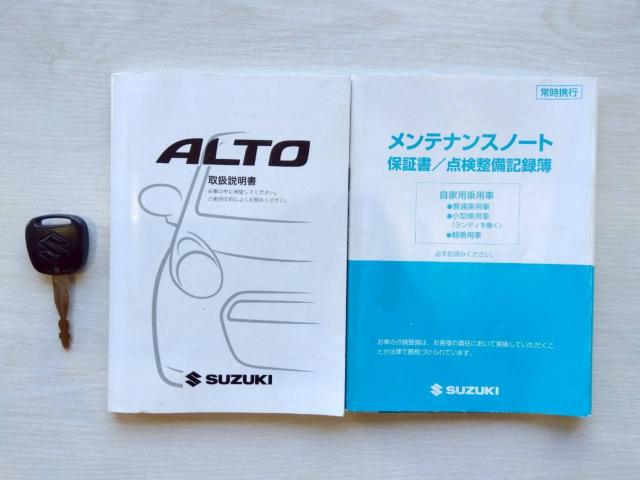 ALTO
取扱説明書
お車の中に保管してください。
ご使用の前によくお読みください。
SUZUKI
常時携行
メンテナンスノート
保証書/点検整備記録簿
自家用乗用車
●普通乗用車
●小型乗用車
(ランディを除く)
●軽乗用車
必ずお読みください。
お車の点検整備は、お客様の責任において実施していただくこ
とが法律で義務づけられています。
SUZUKI